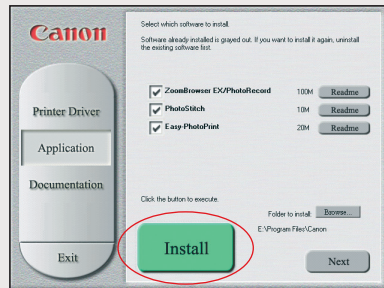 Canon
Printer Driver
Application
Documentation
Exit
Select which software to install.
Software already installed is grayed out. If you want to install it again, uninstall
the existing software first.
ZoomBrowser EX/PhotoRecord 100M Readme
PhotoStitch 10M Readme
Easy-PhotoPrint 20M Readme
Click the button to execute.
Folder to install: Browse...
E:\Program Files\Canon
Install
Next